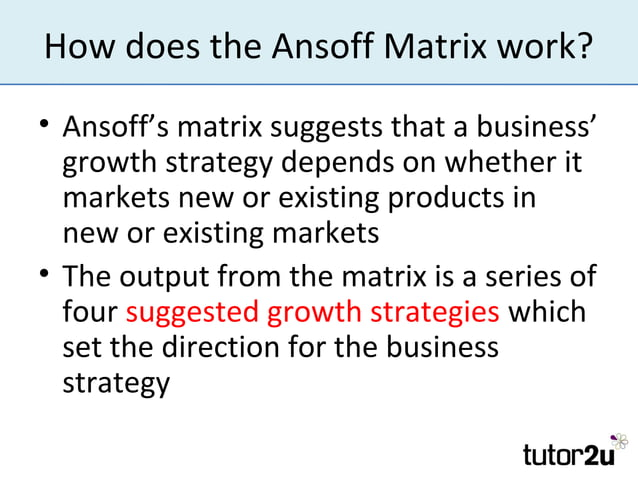 How does the Ansoff Matrix work?
• Ansoff’s matrix suggests that a business’
growth strategy depends on whether it
markets new or existing products in
new or existing markets
• The output from the matrix is a series of
four suggested growth strategies which
set the direction for the business
strategy
tutor2u